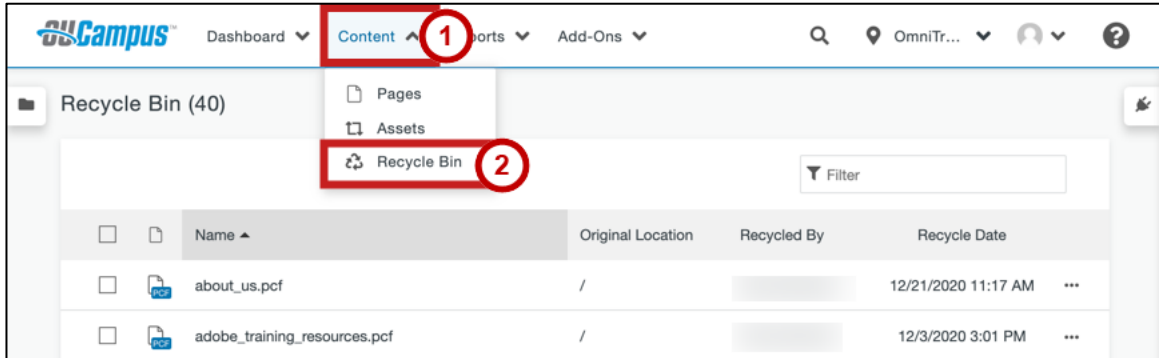 OUCampus™ Dashboard Content 1 ports Add-Ons OmniTr... ?
Recycle Bin (40)
Pages
Assets
Recycle Bin 2
Filter
Name Original Location Recycled By Recycle Date
PCF about_us.pcf / 12/21/2020 11:17 AM ...
PCF adobe_training_resources.pcf / 12/3/2020 3:01 PM ...